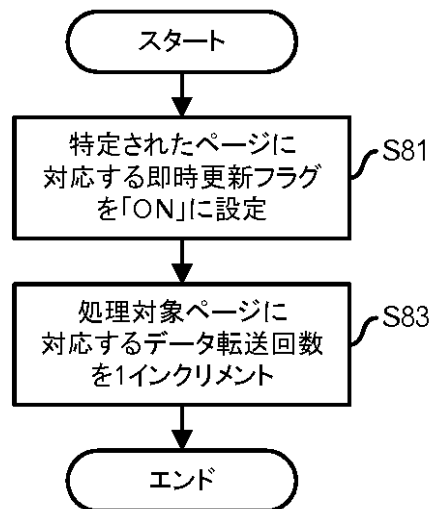 スタート
特定されたページに
対応する即時更新フラグ
を「ON」に設定
S81
処理対象ページに
対応するデータ転送回数
を1インクリメント
S83
エンド